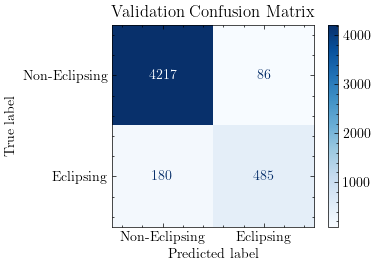 Validation Confusion Matrix
4000
Non-Eclipsing
4217
86
3000
True label
2000
Eclipsing
180
485
1000
Non-Eclipsing
Eclipsing
Predicted label